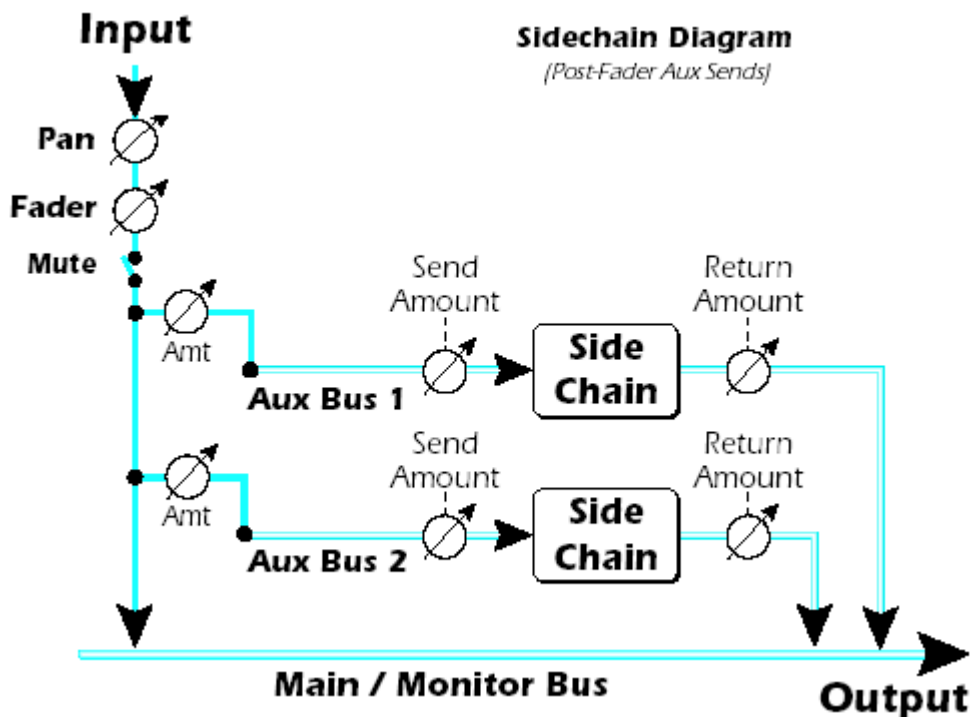 Input
Sidechain Diagram
(Post-Fader Aux Sends)
Pan
Fader
Mute
Amt
Send
Amount
Side
Chain
Return
Amount
Aux Bus 1
Amt
Send
Amount
Side
Chain
Return
Amount
Aux Bus 2
Main / Monitor Bus
Output